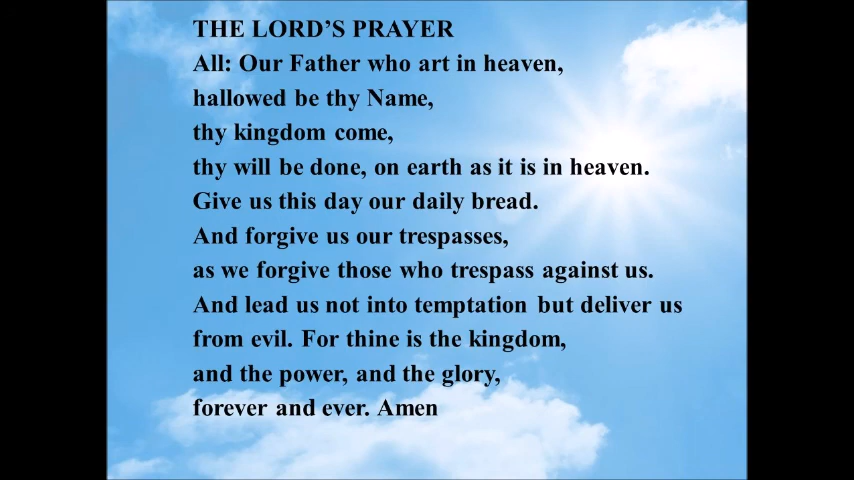 THE LORD’S PRAYER
All: Our Father who art in heaven,
hallowed be thy Name,
thy kingdom come,
thy will be done, on earth as it is in heaven.
Give us this day our daily bread.
And forgive us our trespasses,
as we forgive those who trespass against us.
And lead us not into temptation but deliver us
from evil. For thine is the kingdom,
and the power, and the glory,
forever and ever. Amen